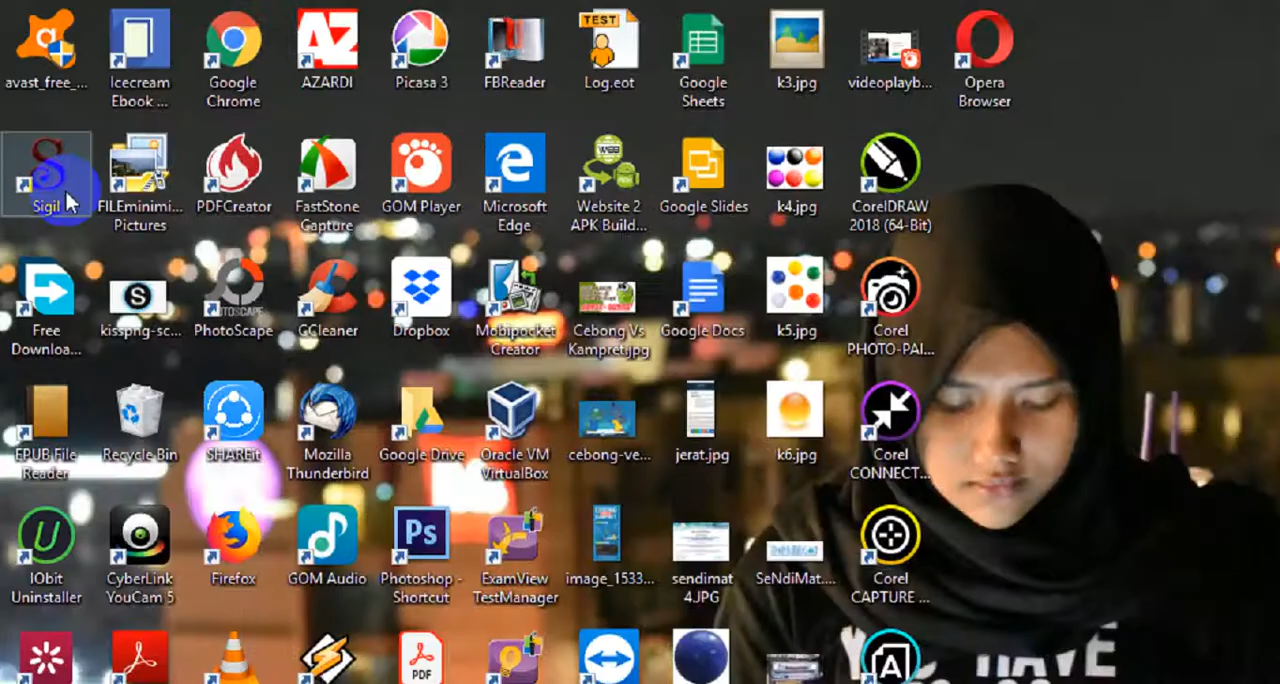 avast_free_...
Icecream
Ebook ...
Google
Chrome
AZARDI
Picasa 3
FBReader
Log.eot
Google
Sheets
k3.jpg
videoplayb...
Opera
Browser
AZ
TEST
Sigil
FILEminimi...
Pictures
PDFCreator
FastStone
Capture
GOM Player
Microsoft
Edge
WEB
Website 2
APK Build...
Google Slides
k4.jpg
CorelDRAW
2018 (64-Bit)
Free
Downloa...
S
kisspng-sc...
PhotoScape
CCleaner
Dropbox
Mobipocket
Creator
Cebong Vs
Kampret.jpg
Google Docs
k5.jpg
Corel
PHOTO-PAI...
EPUB File
Reader
Recycle Bin
SHAREit
Mozilla
Thunderbird
Google Drive
Oracle VM
VirtualBox
cebong-ve...
jerat.jpg
k6.jpg
Corel
CONNECT...
U
IObit
Uninstaller
CyberLink
YouCam 5
Firefox
GOM Audio
Ps
Photoshop -
Shortcut
ExamView
TestManager
image_1533...
sendimat
4.JPG
SeNdiMat....
Corel
CAPTURE ...
PDF
A
HAVE